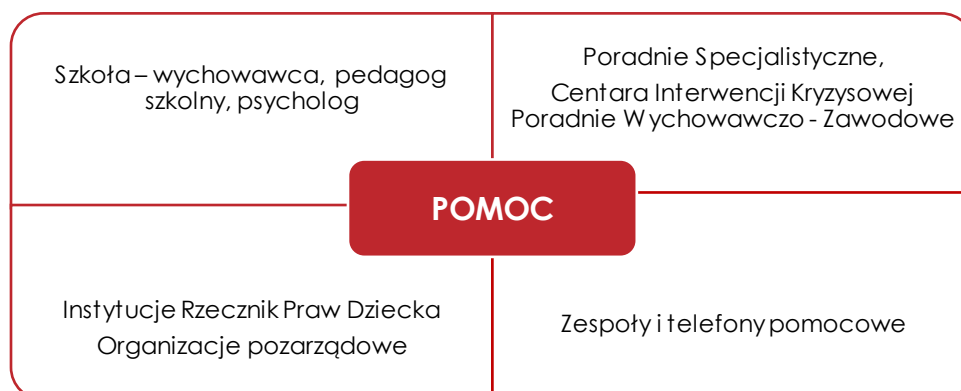 Szkoła – wychowawca, pedagog
szkolny, psycholog
Poradnie Specjalistyczne,
Centara Interwencji Kryzysowej
Poradnie Wychowawczo - Zawodowe
POMOC
Instytucje Rzecznik Praw Dziecka
Organizacje pozarządowe
Zespoły i telefony pomocowe